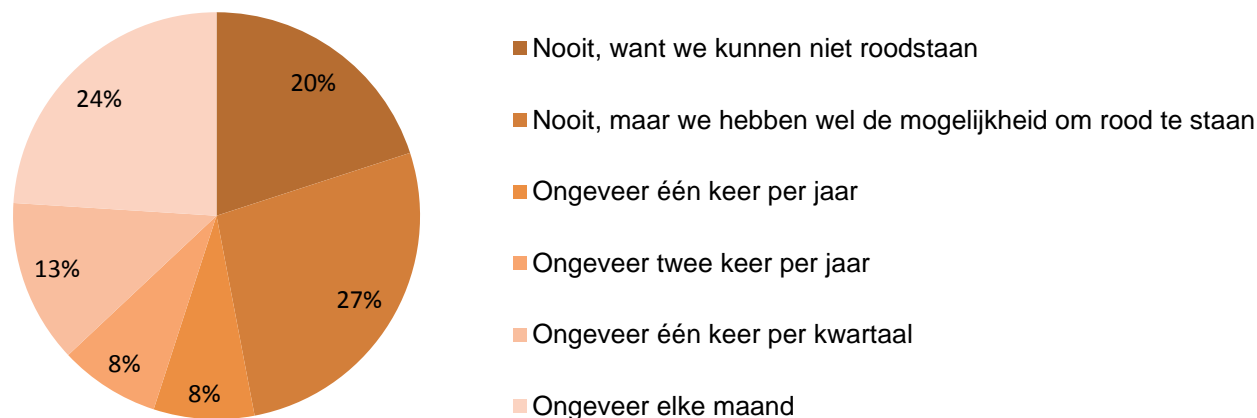 20%
27%
8%
8%
13%
24%
Nooit, want we kunnen niet roodstaan
Nooit, maar we hebben wel de mogelijkheid om rood te staan
Ongeveer één keer per jaar
Ongeveer twee keer per jaar
Ongeveer één keer per kwartaal
Ongeveer elke maand